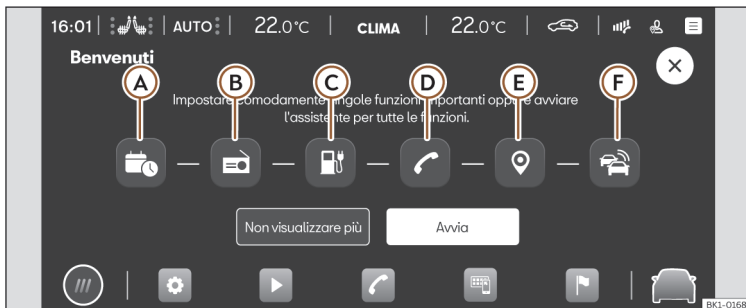 16:01 AUTO 22.0°C CLIMA 22.0°C
Benvenuti
A B C D E F
Impostare comodamente singole funzioni importanti oppure avviare
l'assistente per tutte le funzioni.
Non visualizzare più Avvia
BK1-0168